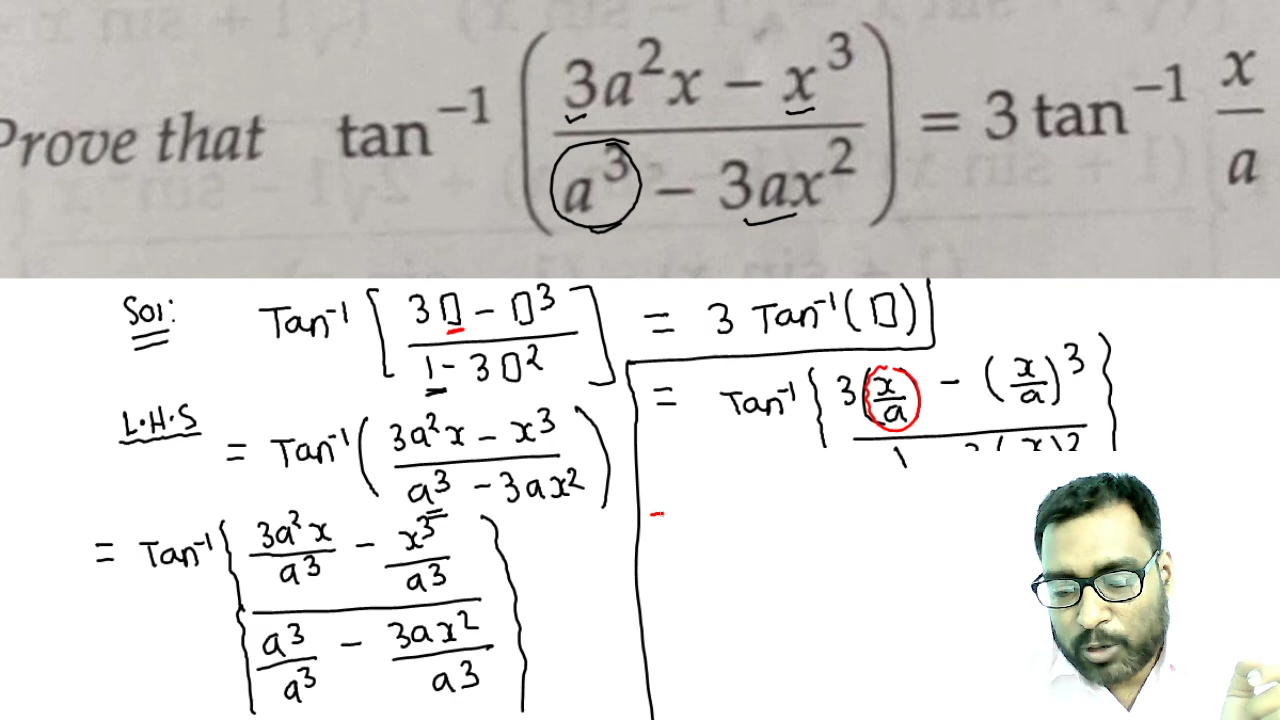 Prove that tan⁻¹ ( (3a²x − x³) / (a³ − 3ax²) ) = 3 tan⁻¹ x/a
Sol: Tan⁻¹ [ (3▯ − ▯³) / (1 − 3▯²) ] = 3 Tan⁻¹(▯)
L.H.S
= Tan⁻¹ ( (3a²x − x³) / (a³ − 3ax²) )
= Tan⁻¹ { (3a²x/a³ − x³/a³) / (a³/a³ − 3ax²/a³) }
= Tan⁻¹ { (3(x/a) − (x/a)³) /